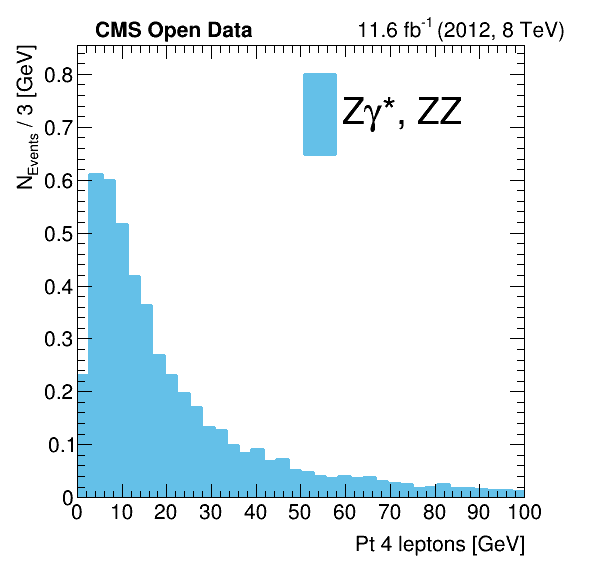 CMS Open Data 11.6 fb⁻¹ (2012, 8 TeV)
N_Events / 3 [GeV]
0.8
0.7
0.6
0.5
0.4
0.3
0.2
0.1
0
Zγ*, ZZ
0 10 20 30 40 50 60 70 80 90 100
Pt 4 leptons [GeV]